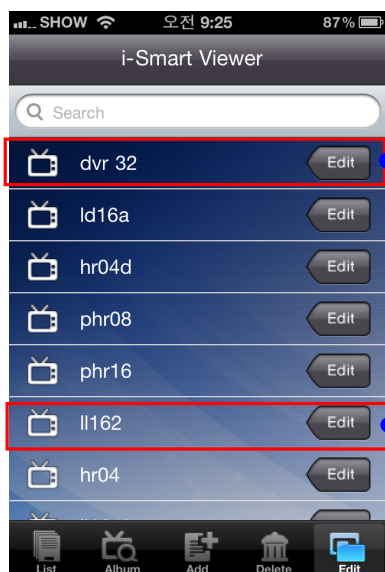 SHOW 오전 9:25 87%
i-Smart Viewer
Search
dvr 32 Edit
ld16a Edit
hr04d Edit
phr08 Edit
phr16 Edit
ll162 Edit
hr04 Edit
List Album Add Delete Edit